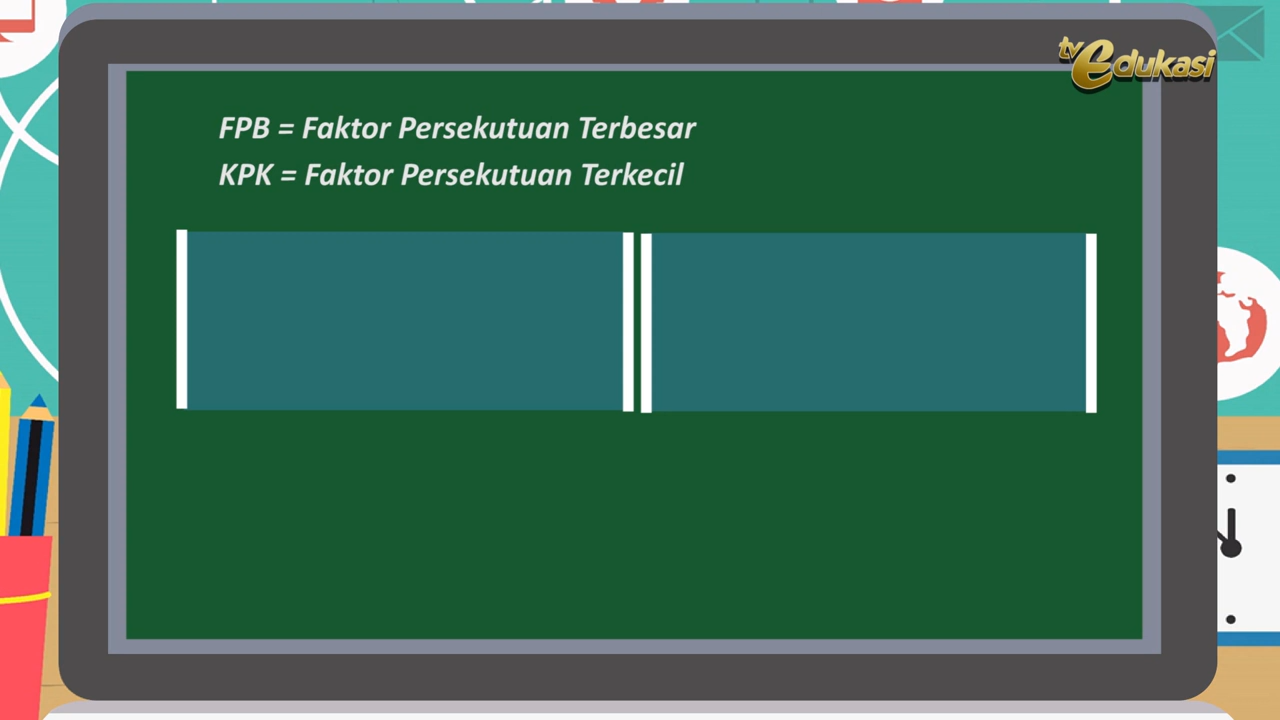 tv edukasi
FPB = Faktor Persekutuan Terbesar
KPK = Faktor Persekutuan Terkecil